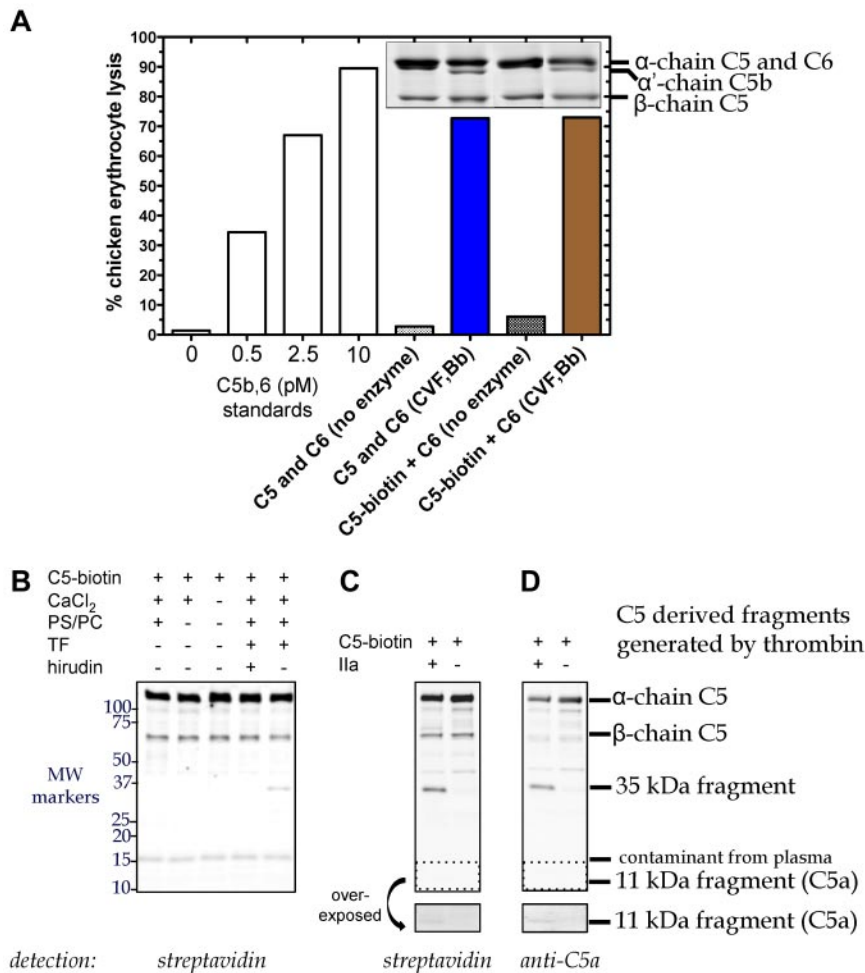 A
% chicken erythrocyte lysis
100
90
80
70
60
50
40
30
20
10
0
α-chain C5 and C6
α'-chain C5b
β-chain C5
0 0.5 2.5 10
C5b,6 (pM)
standards
C5 and C6 (no enzyme)
C5 and C6 (CVF,Bb)
C5-biotin + C6 (no enzyme)
C5-biotin + C6 (CVF,Bb)
B
C5-biotin + + + + +
CaCl2 + + - + +
PS/PC + - - + +
TF - - - + +
hirudin - - - + -
MW
markers
100
75
50
37
25
20
15
10
C
C5-biotin + +
IIa + -
over-
exposed
D
+ +
+ -
C5 derived fragments
generated by thrombin
α-chain C5
β-chain C5
35 kDa fragment
contaminant from plasma
11 kDa fragment (C5a)
11 kDa fragment (C5a)
detection: streptavidin streptavidin anti-C5a